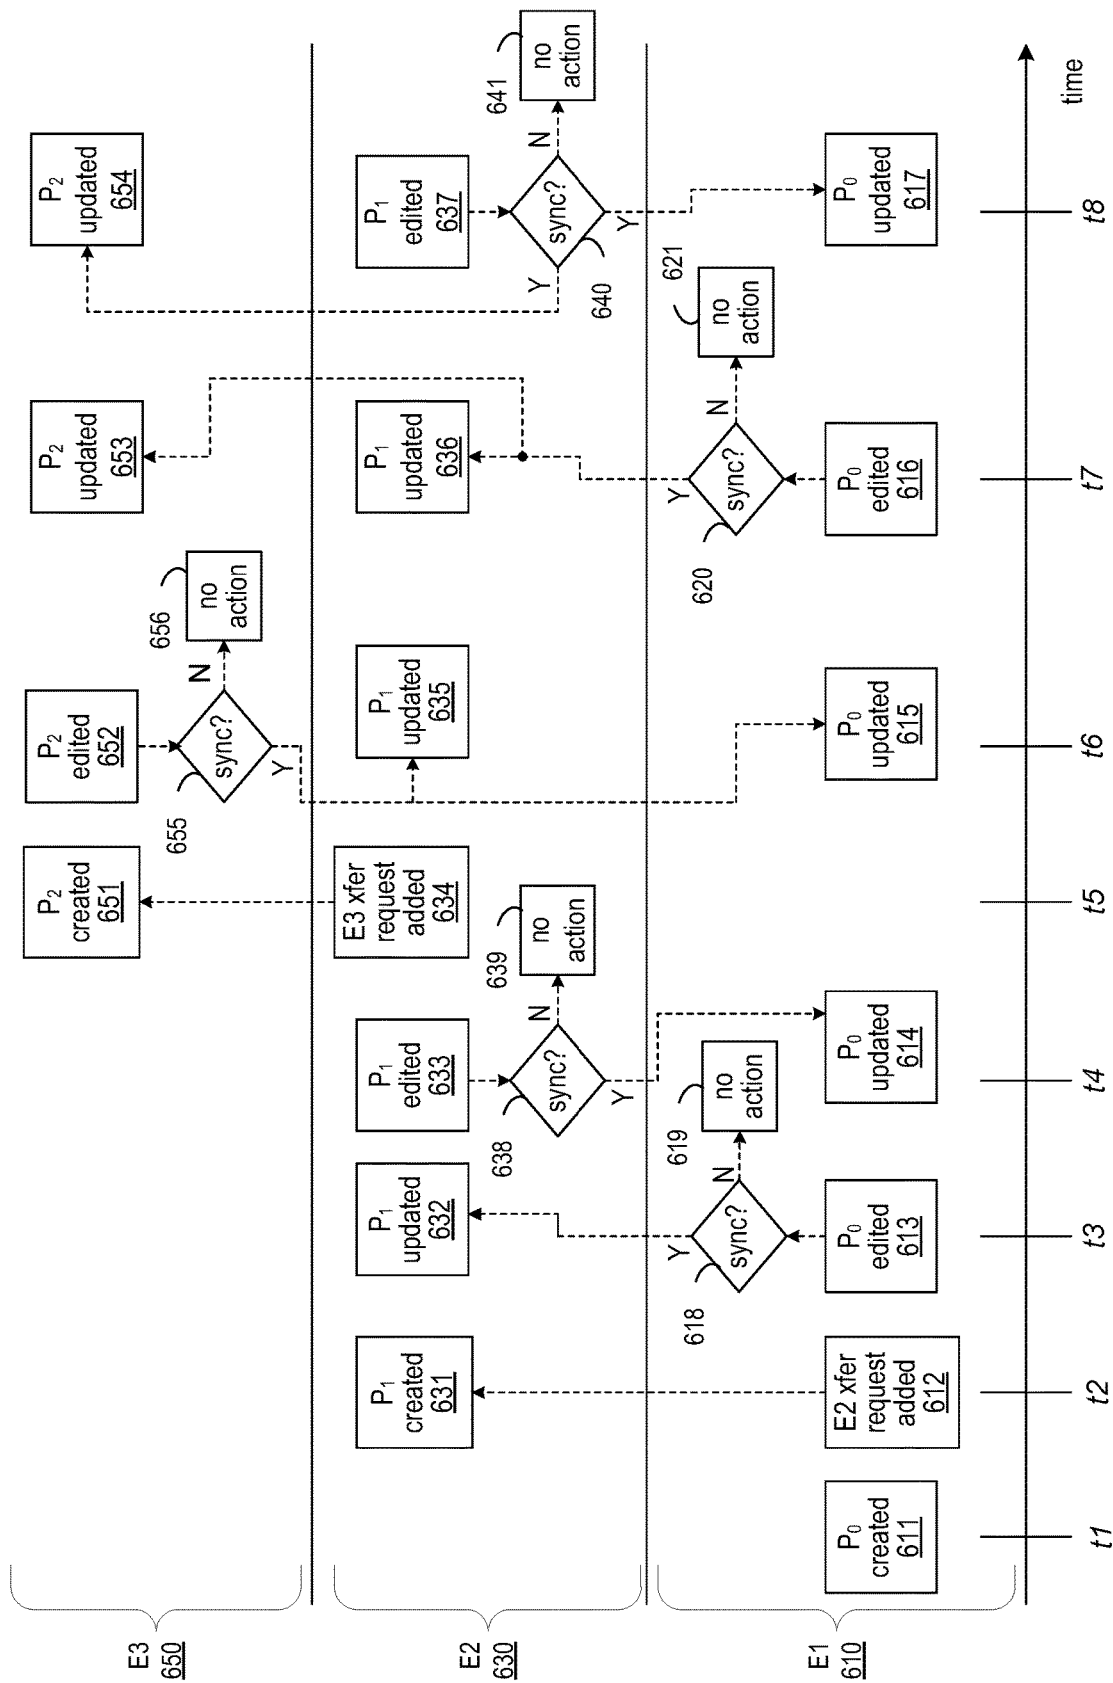 E3
650
P2
created
651
P2
edited
652
sync?
655
Y
N
no
action
656
P2
updated
653
P2
updated
654
E2
630
P1
created
631
P1
updated
632
P1
edited
633
sync?
638
Y
N
no
action
639
E3 xfer
request
added
634
P1
updated
635
P1
updated
636
P1
edited
637
sync?
640
Y
Y
N
no
action
641
E1
610
P0
created
611
E2 xfer
request
added
612
P0
edited
613
sync?
618
Y
N
no
action
619
P0
updated
614
P0
updated
615
P0
edited
616
sync?
620
Y
N
no
action
621
P0
updated
617
t1
t2
t3
t4
t5
t6
t7
t8
time